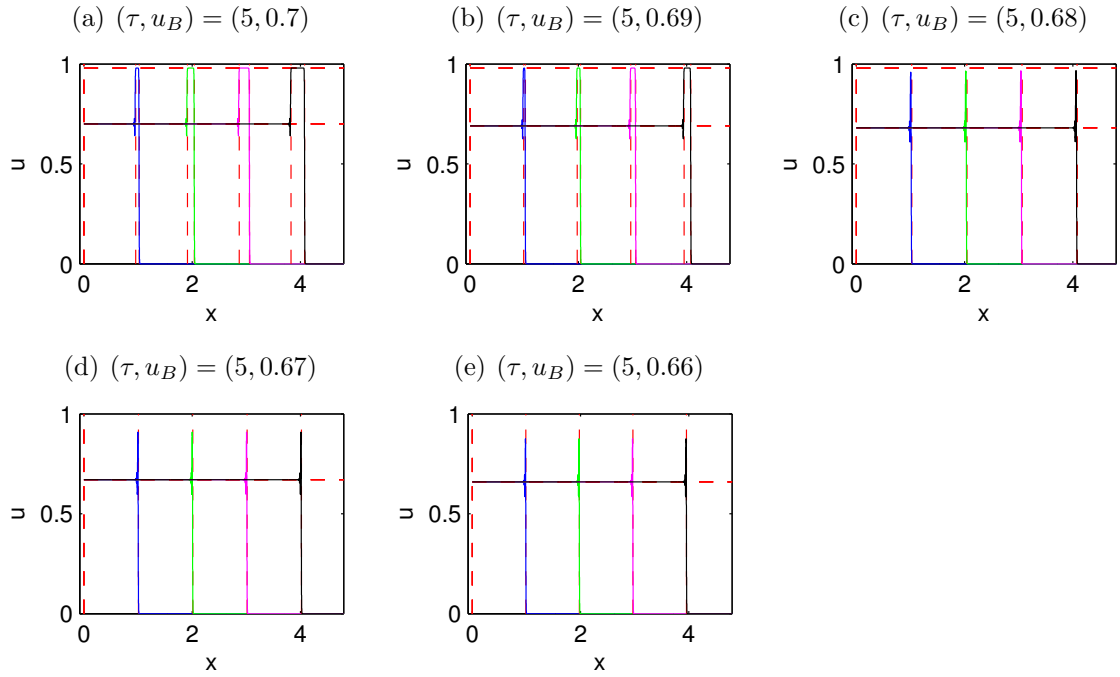 (a) (τ, u_B) = (5, 0.7)
(b) (τ, u_B) = (5, 0.69)
(c) (τ, u_B) = (5, 0.68)
1
0.5
0
u
0
2
4
x
1
0.5
0
u
0
2
4
x
1
0.5
0
u
0
2
4
x
(d) (τ, u_B) = (5, 0.67)
(e) (τ, u_B) = (5, 0.66)
1
0.5
0
u
0
2
4
x
1
0.5
0
u
0
2
4
x